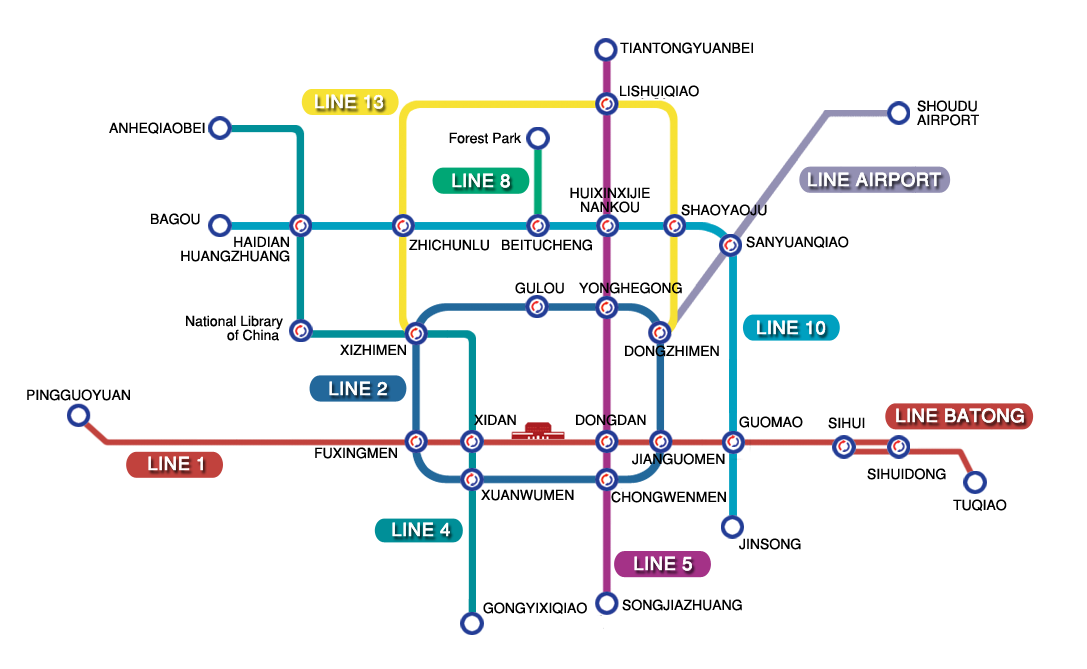 TIANTONGYUANBEI
LISHUIQIAO
LINE 13
SHOUDU
AIRPORT
ANHEQIAOBEI
Forest Park
LINE 8
LINE AIRPORT
HUIXINXIJIE
NANKOU
BAGOU
SHAOYAOJU
HAIDIAN
HUANGZHUANG
ZHICHUNLU
BEITUCHENG
SANYUANQIAO
GULOU
YONGHEGONG
National Library
of China
LINE 10
XIZHIMEN
DONGZHIMEN
LINE 2
PINGGUOYUAN
XIDAN
DONGDAN
GUOMAO
SIHUI
LINE BATONG
FUXINGMEN
JIANGUOMEN
LINE 1
SIHUIDONG
XUANWUMEN
CHONGWENMEN
TUQIAO
LINE 4
JINSONG
LINE 5
GONGYIXIQIAO
SONGJIAZHUANG